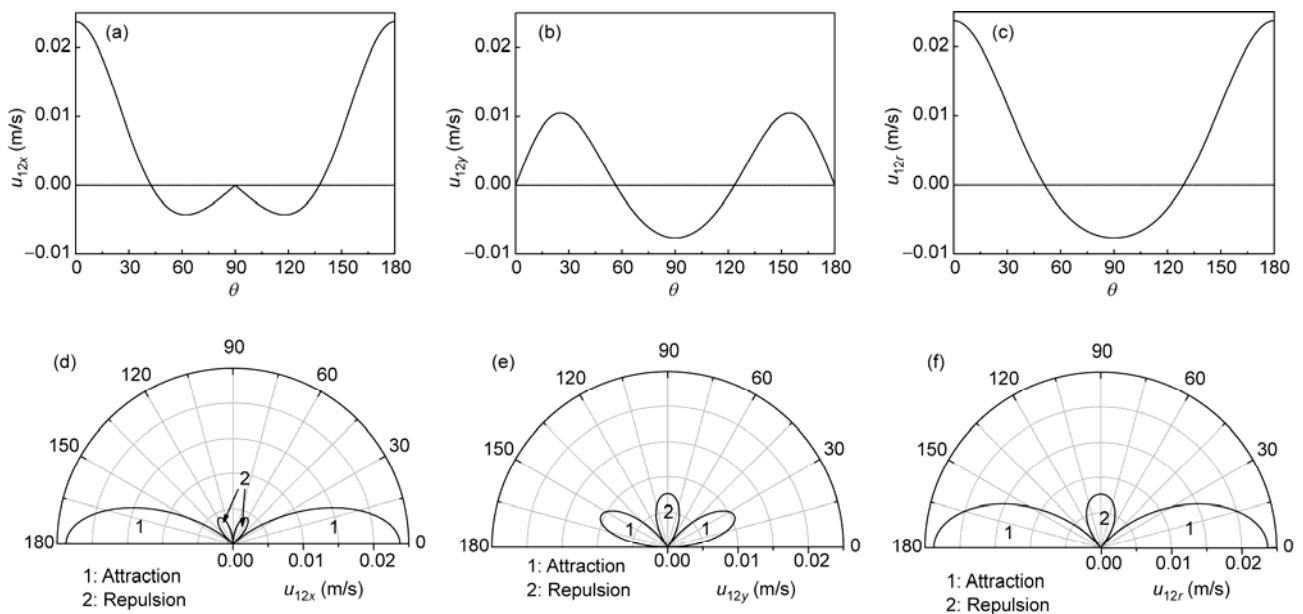 (a)
0.02
0.01
0.00
–0.01
u12x (m/s)
0 30 60 90 120 150 180
θ
(b)
0.02
0.01
0.00
–0.01
u12y (m/s)
0 30 60 90 120 150 180
θ
(c)
0.02
0.01
0.00
–0.01
u12r (m/s)
0 30 60 90 120 150 180
θ
(d)
90
120 60
150 30
2
1 1
180 0
0.00 0.01 0.02
1: Attraction
2: Repulsion
u12x (m/s)
(e)
90
120 60
150 30
2
1 1
180 0
0.00 0.01 0.02
1: Attraction
2: Repulsion
u12y (m/s)
(f)
90
120 60
150 30
2
1 1
180 0
0.00 0.01 0.02
1: Attraction
2: Repulsion
u12r (m/s)